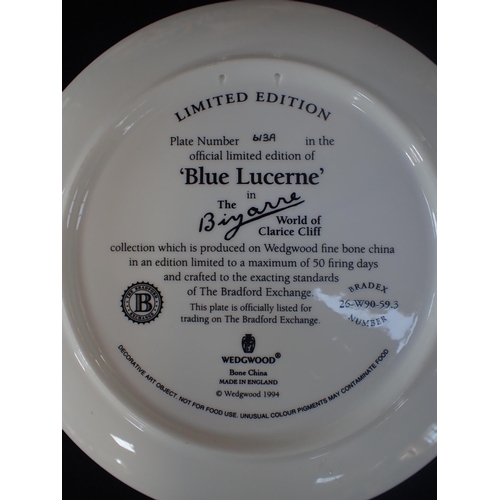 LIMITED EDITION
Plate Number 613A in the
official limited edition of
'Blue Lucerne'
in
The Bizarre World of
Clarice Cliff
collection which is produced on Wedgwood fine bone china
in an edition limited to a maximum of 50 firing days
and crafted to the exacting standards
of The Bradford Exchange.
This plate is officially listed for
trading on The Bradford Exchange.
THE BRADFORD EXCHANGE
B
BRADEX
26-W90-59.3
NUMBER
WEDGWOOD®
Bone China
MADE IN ENGLAND
© Wedgwood 1994
DECORATIVE ART OBJECT. NOT FOR FOOD USE. UNUSUAL COLOUR PIGMENTS MAY CONTAMINATE FOOD